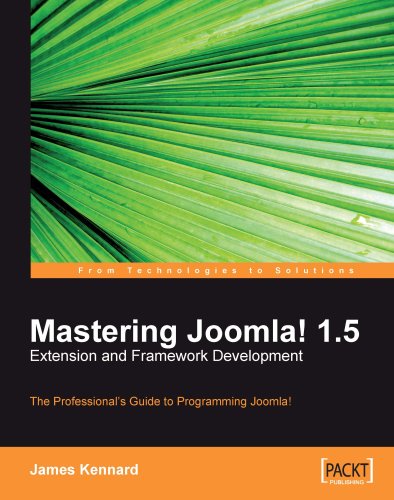 From Technologies to Solutions
Mastering Joomla! 1.5
Extension and Framework Development
The Professional's Guide to Programming Joomla!
James Kennard
PACKT
PUBLISHING